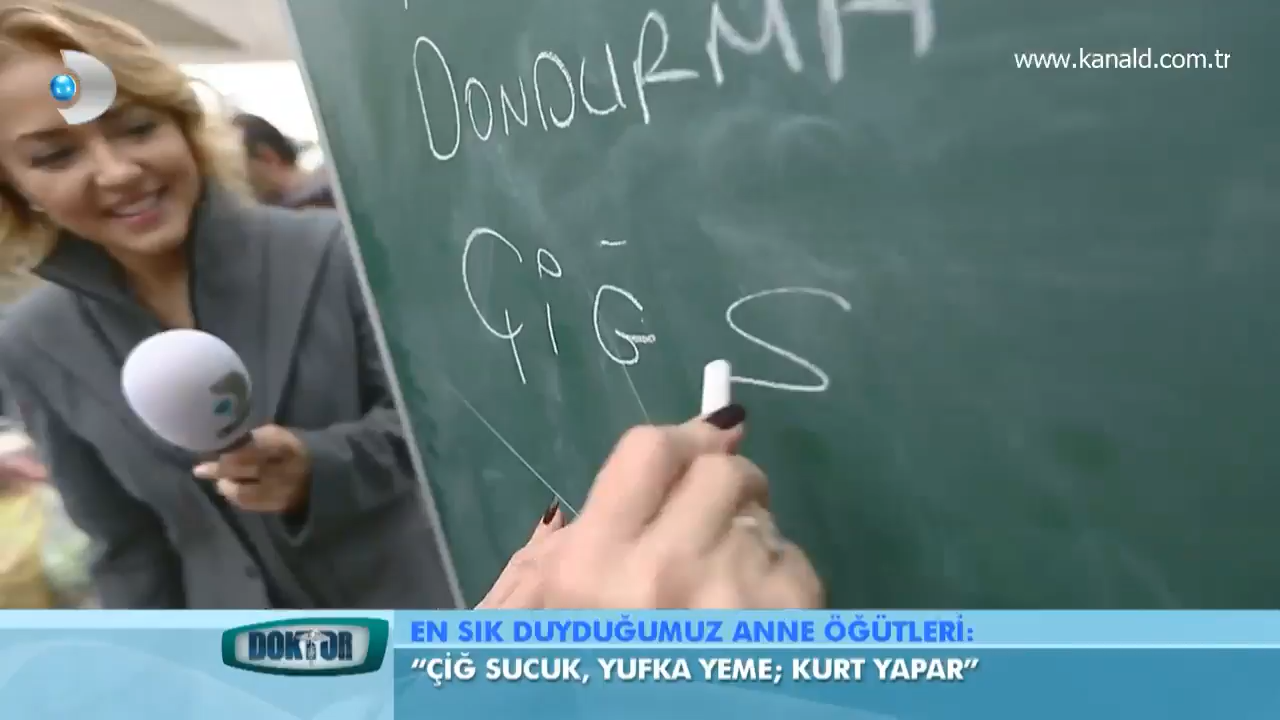 www.kanald.com.tr
DONDURMA
ÇİĞ S
DOKTOR
EN SIK DUYDUĞUMUZ ANNE ÖĞÜTLERİ:
“ÇİĞ SUCUK, YUFKA YEME; KURT YAPAR”